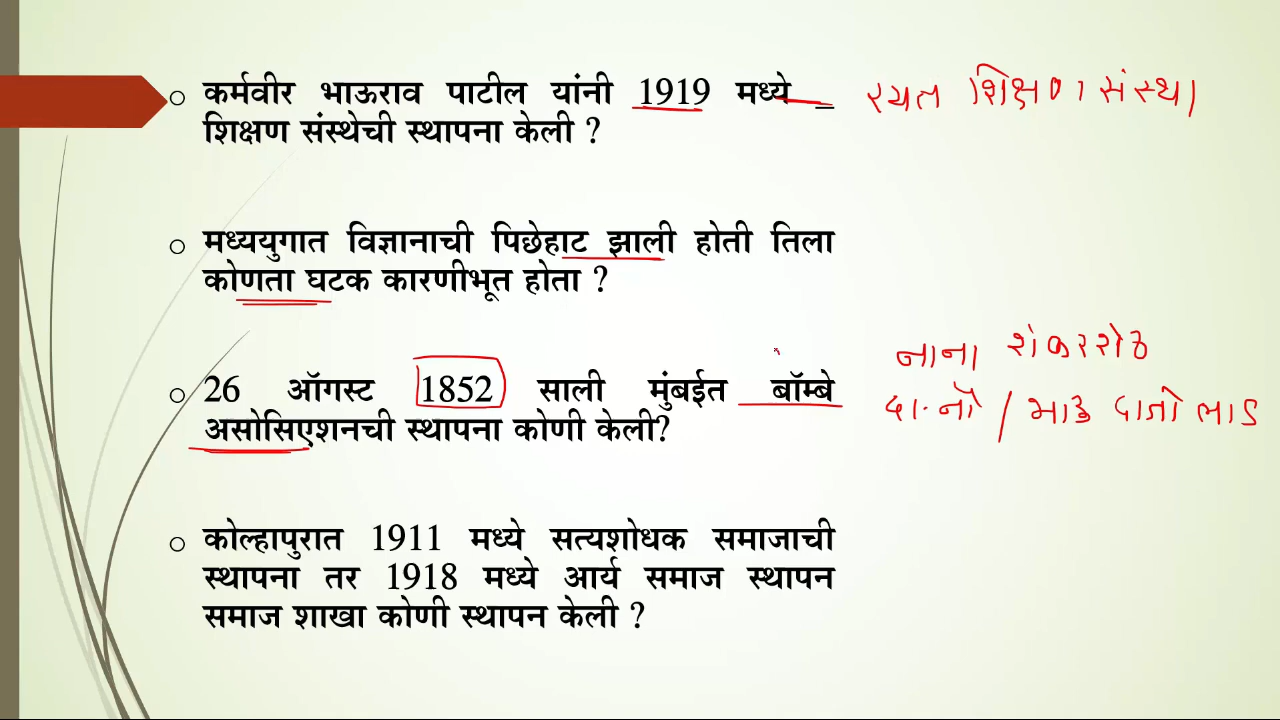 कर्मवीर भाऊराव पाटील यांनी 1919 मध्ये _ रयत शिक्षण संस्था
शिक्षण संस्थेची स्थापना केली ?
मध्ययुगात विज्ञानाची पिछेहाट झाली होती तिला
कोणता घटक कारणीभूत होता ?
नाना शंकरशेठ
26 ऑगस्ट 1852 साली मुंबईत बॉम्बे दा. नौ / भाऊ दाजी लाड
असोसिएशनची स्थापना कोणी केली?
कोल्हापुरात 1911 मध्ये सत्यशोधक समाजाची
स्थापना तर 1918 मध्ये आर्य समाज स्थापन
समाज शाखा कोणी स्थापन केली ?